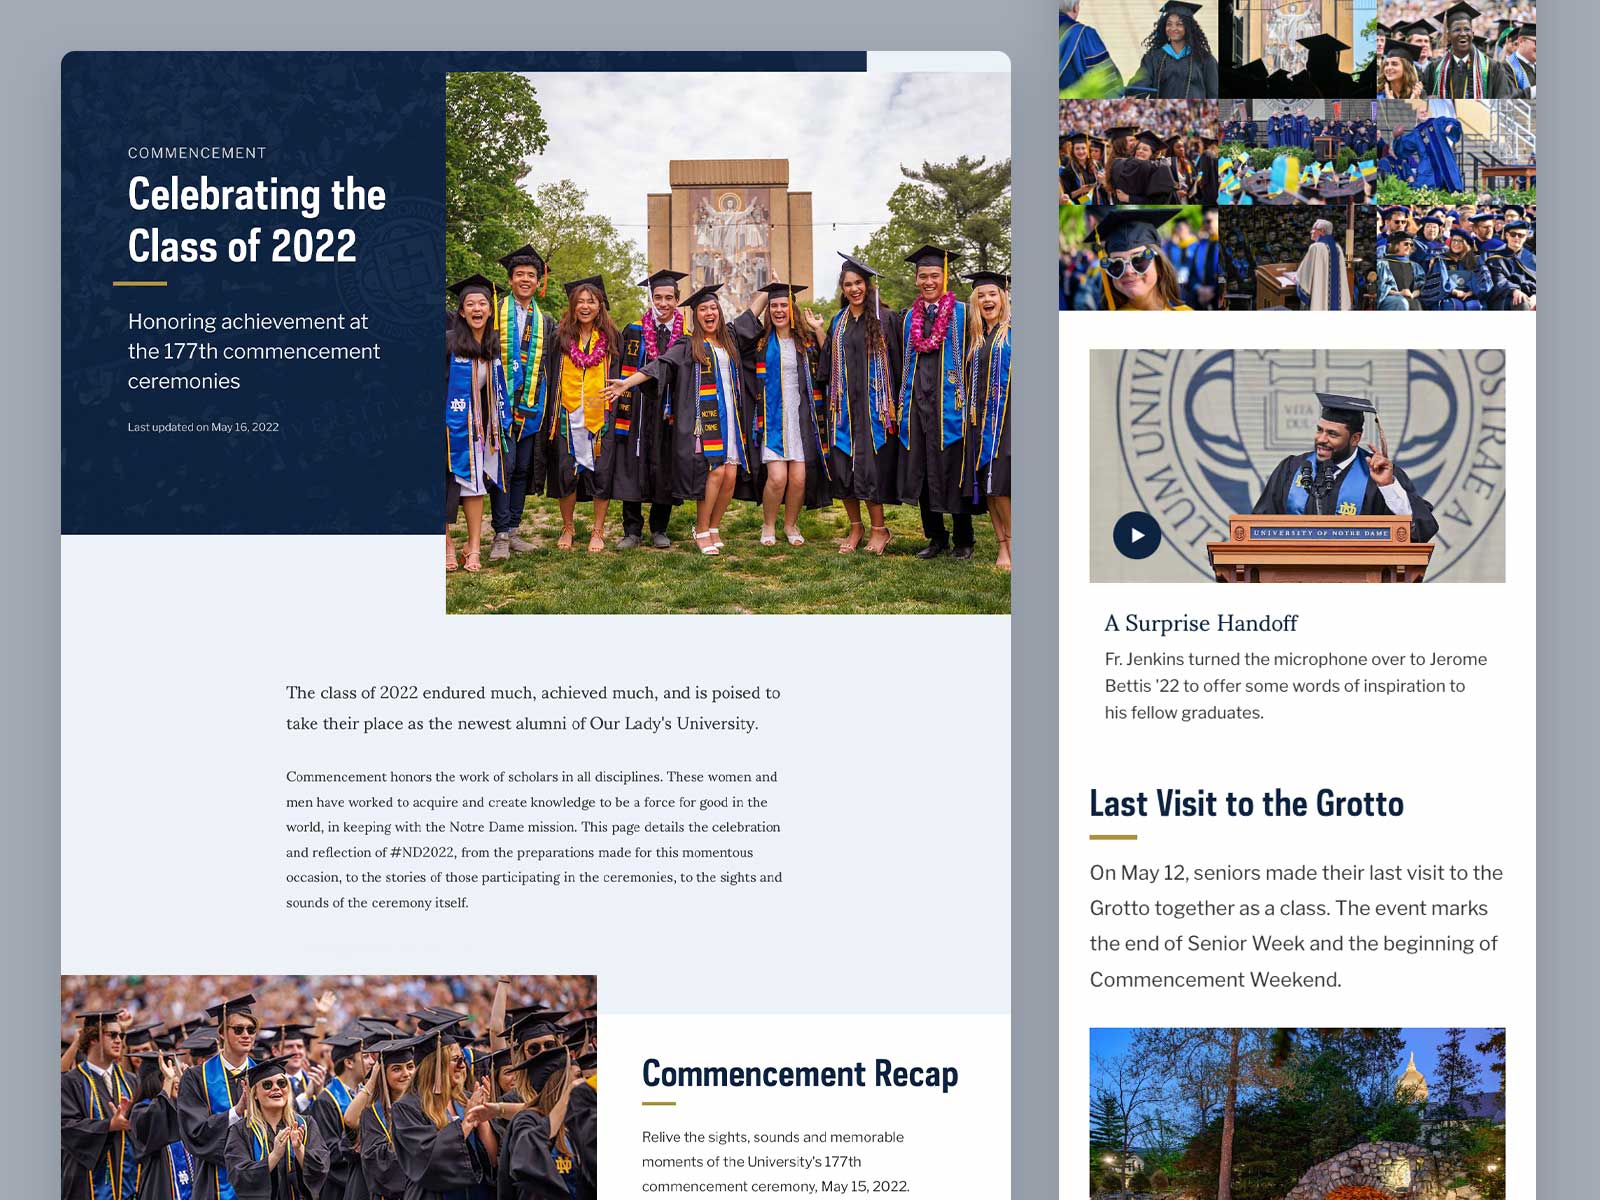 COMMENCEMENT
Celebrating the
Class of 2022
Honoring achievement at
the 177th commencement
ceremonies
Last updated on May 16, 2022
The class of 2022 endured much, achieved much, and is poised to
take their place as the newest alumni of Our Lady's University.
Commencement honors the work of scholars in all disciplines. These women and
men have worked to acquire and create knowledge to be a force for good in the
world, in keeping with the Notre Dame mission. This page details the celebration
and reflection of #ND2022, from the preparations made for this momentous
occasion, to the stories of those participating in the ceremonies, to the sights and
sounds of the ceremony itself.
Commencement Recap
Relive the sights, sounds and memorable
moments of the University's 177th
commencement ceremony, May 15, 2022.
VITA
DUL
UNIVERSITY OF NOTRE DAME
A Surprise Handoff
Fr. Jenkins turned the microphone over to Jerome
Bettis '22 to offer some words of inspiration to
his fellow graduates.
Last Visit to the Grotto
On May 12, seniors made their last visit to the
Grotto together as a class. The event marks
the end of Senior Week and the beginning of
Commencement Weekend.